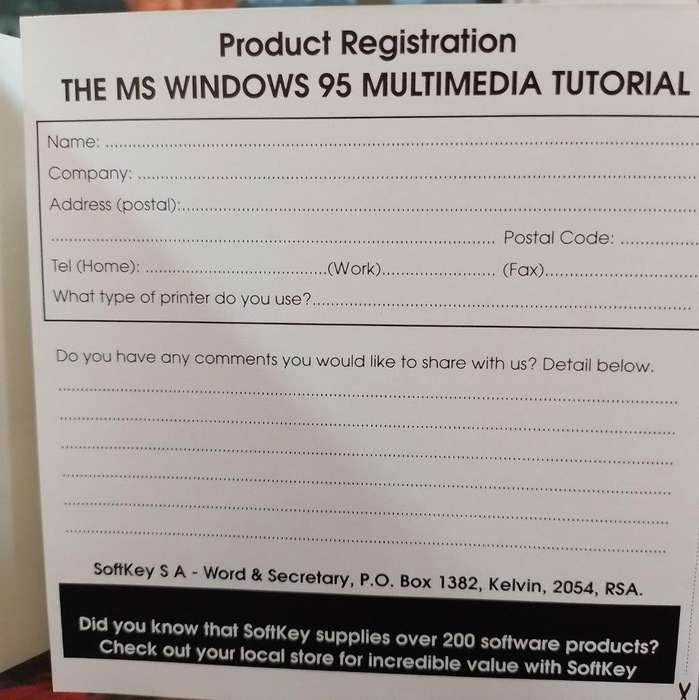 Product Registration
THE MS WINDOWS 95 MULTIMEDIA TUTORIAL
Name: ..............................
Company: ..............................
Address (postal):..............................
.............................. Postal Code: ..............
Tel (Home): ..............................(Work).................... (Fax)....................
What type of printer do you use?..............................
Do you have any comments you would like to share with us? Detail below.
SoftKey S A - Word & Secretary, P.O. Box 1382, Kelvin, 2054, RSA.
Did you know that SoftKey supplies over 200 software products?
Check out your local store for incredible value with SoftKey